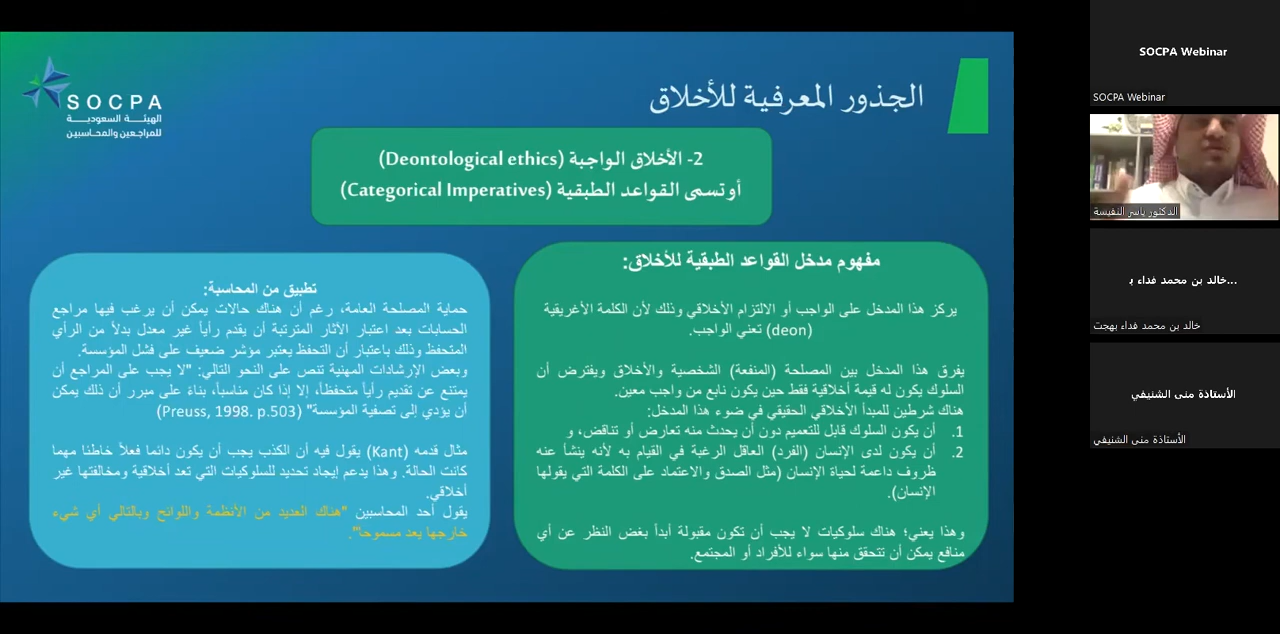 SOCPA
الهيئة السعودية
للمراجعين والمحاسبين
الجذور المعرفية للأخلاق
2- الأخلاق الواجبة (Deontological ethics)
أو تسمى القواعد الطبقية (Categorical Imperatives)
مفهوم مدخل القواعد الطبقية للأخلاق:
يركز هذا المدخل على الواجب أو الالتزام الأخلاقي وذلك لأن الكلمة الأغريقية
(deon) تعني الواجب.
يفرق هذا المدخل بين المصلحة (المنفعة) الشخصية والأخلاق ويفترض أن
السلوك يكون له قيمة أخلاقية فقط حين يكون نابع من واجب معين.
هناك شرطين للمبدأ الأخلاقي الحقيقي في ضوء هذا المدخل:
1. أن يكون السلوك قابل للتعميم دون أن يحدث منه تعارض أو تناقض، و
2. أن يكون لدى الإنسان (الفرد) العاقل الرغبة في القيام به لأنه ينشأ عنه
ظروف داعمة لحياة الإنسان (مثل الصدق والاعتماد على الكلمة التي يقولها
الإنسان).
وهذا يعني؛ هناك سلوكيات لا يجب أن تكون مقبولة أبدأ بغض النظر عن أي
منافع يمكن أن تتحقق منها سواء للأفراد أو المجتمع.
تطبيق من المحاسبة:
حماية المصلحة العامة، رغم أن هناك حالات يمكن أن يرغب فيها مراجع
الحسابات بعد اعتبار الآثار المترتبة أن يقدم رأياً غير معدل بدلاً من الرأي
المتحفظ وذلك باعتبار أن التحفظ يعتبر مؤشر ضعيف على فشل المؤسسة.
وبعض الإرشادات المهنية تنص على النحو التالي: "لا يجب على المراجع أن
يمتنع عن تقديم رأياً متحفظاً، إلا إذا كان مناسباً، بناءً على مبرر أن ذلك يمكن
أن يؤدي إلى تصفية المؤسسة" (Preuss, 1998. p.503)
مثال قدمه (Kant) يقول فيه أن الكذب يجب أن يكون دائما فعلاً خاطئا مهما
كانت الحالة. وهذا يدعم إيجاد تحديد للسلوكيات التي تعد أخلاقية ومخالفتها غير
أخلاقي.
يقول أحد المحاسبين "هناك العديد من الأنظمة واللوائح وبالتالي أي شيء
خارجها يعد مسموحا".
SOCPA Webinar
SOCPA Webinar
الدكتور ياسر النفيسة
خالد بن محمد فداء ب...
خالد بن محمد فداء بهجت
الأستاذة منى الشنيفي
الأستاذة منى الشنيفي